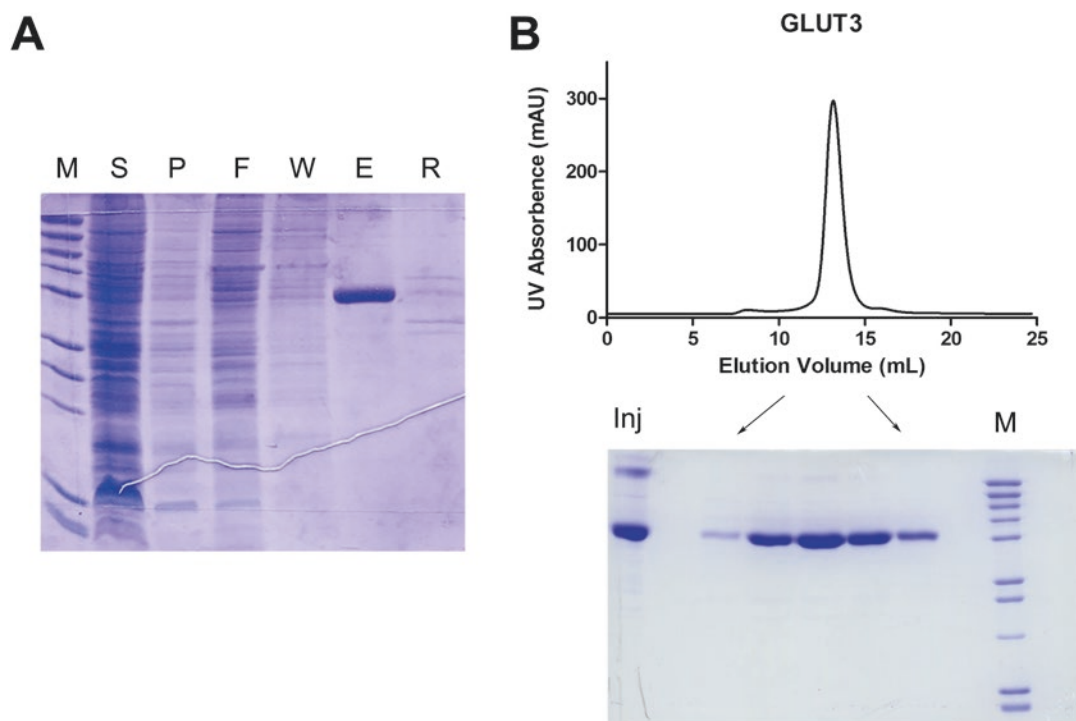 A
M S P F W E R
B
GLUT3
UV Absorbence (mAU)
300
200
100
0
0 5 10 15 20 25
Elution Volume (mL)
Inj M